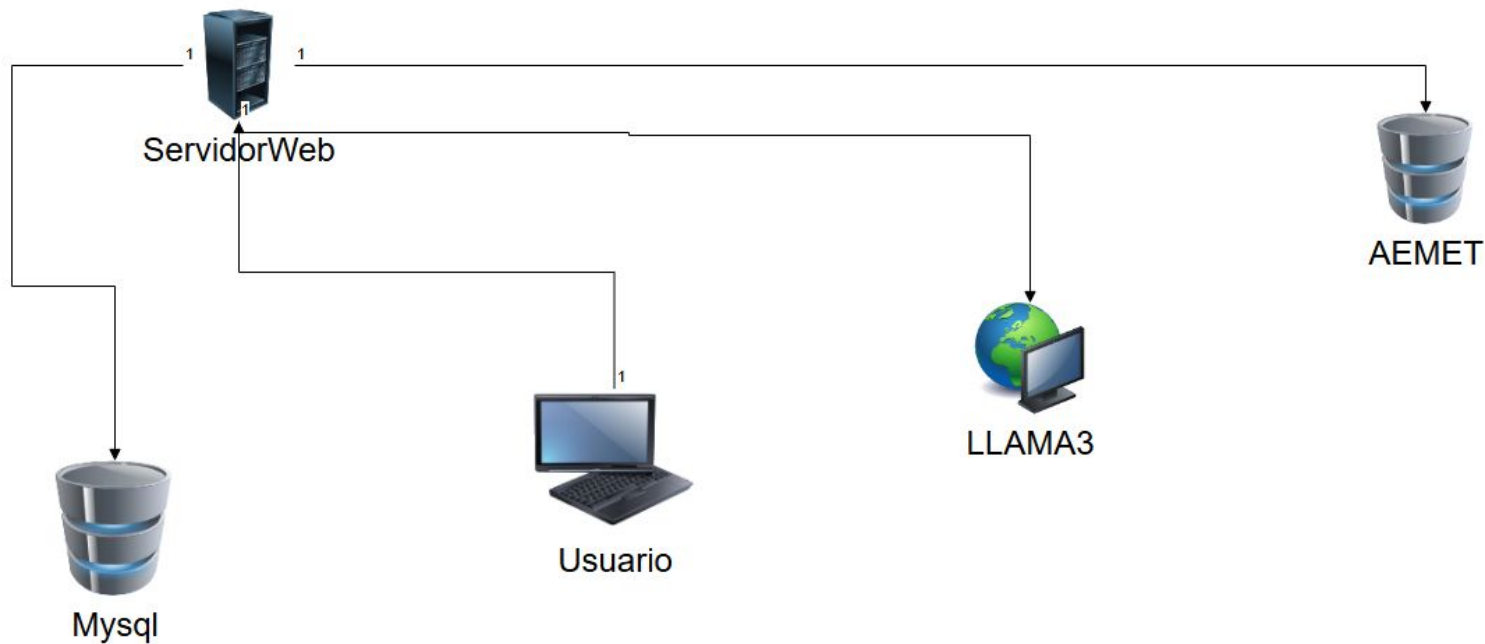 1
1
1
ServidorWeb
AEMET
1
LLAMA3
Usuario
Mysql